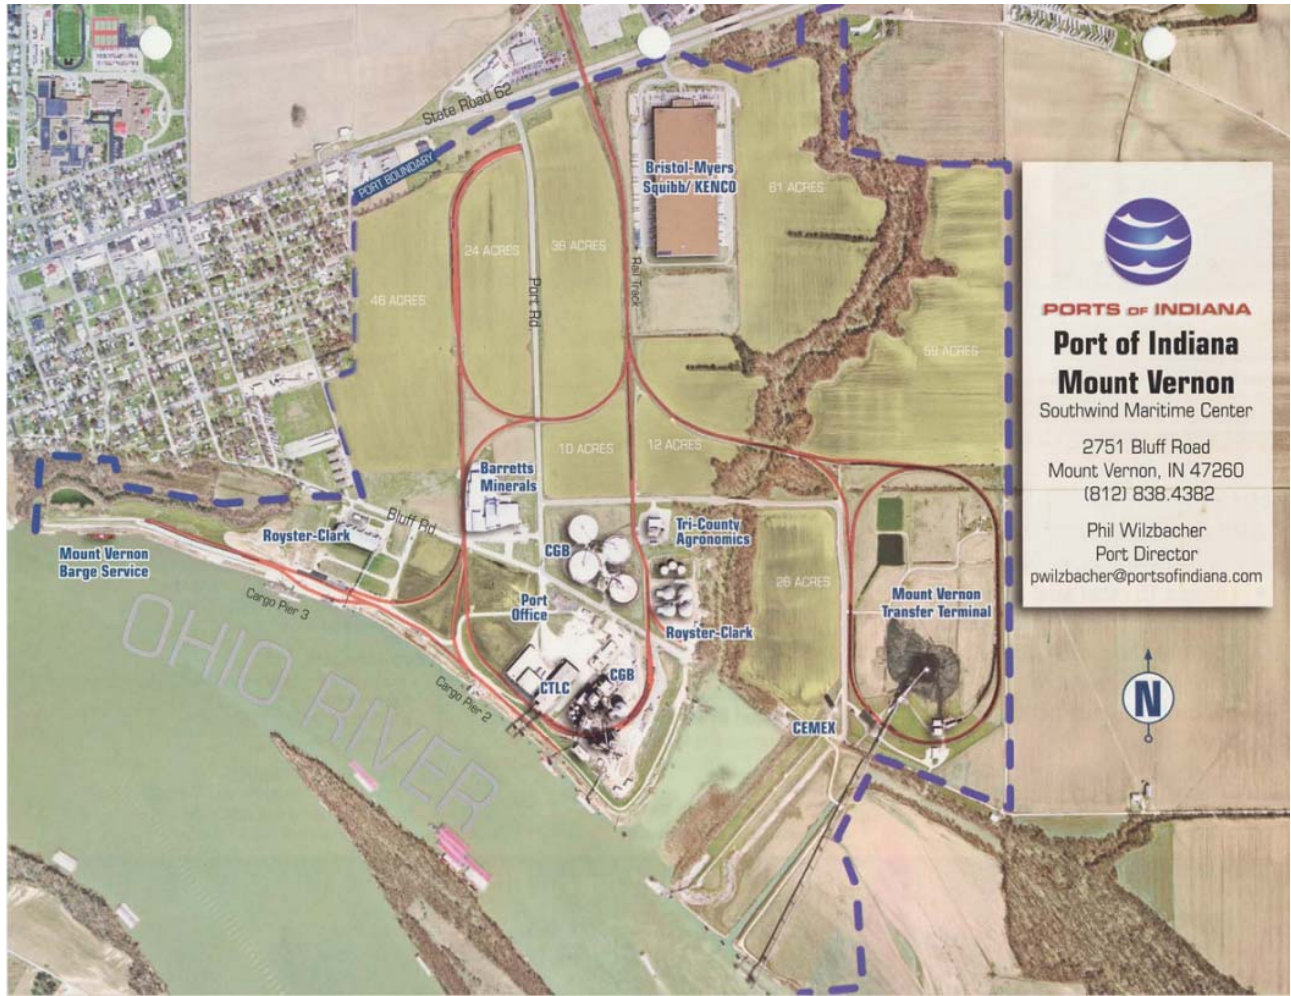 State Road 62
PORT BOUNDARY
Bristol-Myers
Squibb/ KENCO
61 ACRES
24 ACRES
36 ACRES
46 ACRES
Port Rd
Rail Track
59 ACRES
10 ACRES
12 ACRES
Barretts
Minerals
Bluff Rd
Royster-Clark
CGB
Tri-County
Agronomics
Mount Vernon
Barge Service
Cargo Pier 3
Port
Office
26 ACRES
Mount Vernon
Transfer Terminal
Royster-Clark
OHIO RIVER
Cargo Pier 2
CTLC
CGB
CEMEX
PORTS OF INDIANA
Port of Indiana
Mount Vernon
Southwind Maritime Center
2751 Bluff Road
Mount Vernon, IN 47260
(812) 838.4382
Phil Wilzbacher
Port Director
pwilzbacher@portsofindiana.com
N